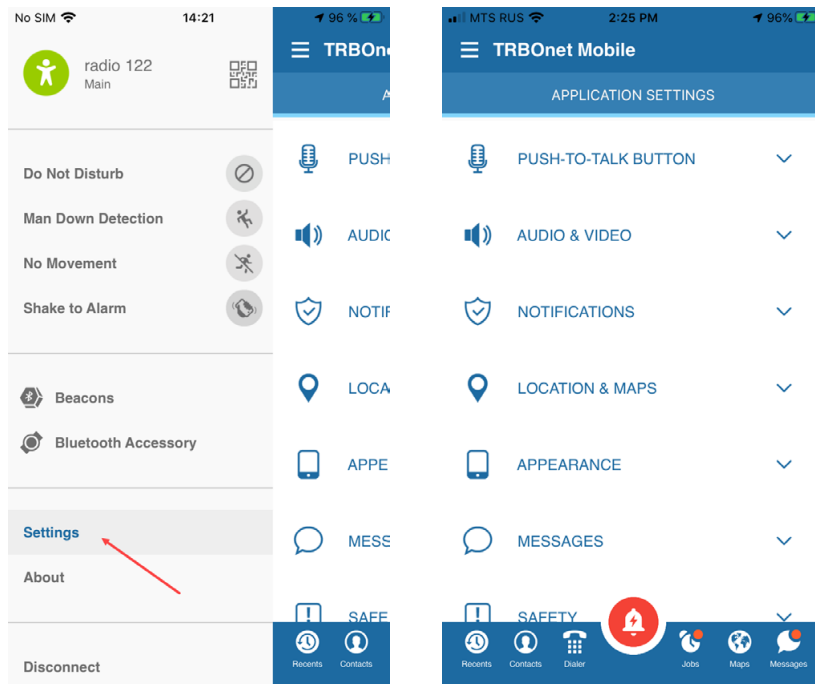 No SIM 14:21 96 %
radio 122
Main
Do Not Disturb
Man Down Detection
No Movement
Shake to Alarm
Beacons
Bluetooth Accessory
Settings
About
Disconnect
TRBOn
A
PUSH
AUDIC
NOTIF
LOCA
APPE
MESS
SAFE
Recents Contacts
MTS RUS 2:25 PM 96%
TRBOnet Mobile
APPLICATION SETTINGS
PUSH-TO-TALK BUTTON
AUDIO & VIDEO
NOTIFICATIONS
LOCATION & MAPS
APPEARANCE
MESSAGES
SAFETY
Recents Contacts Dialer Jobs Maps Messages